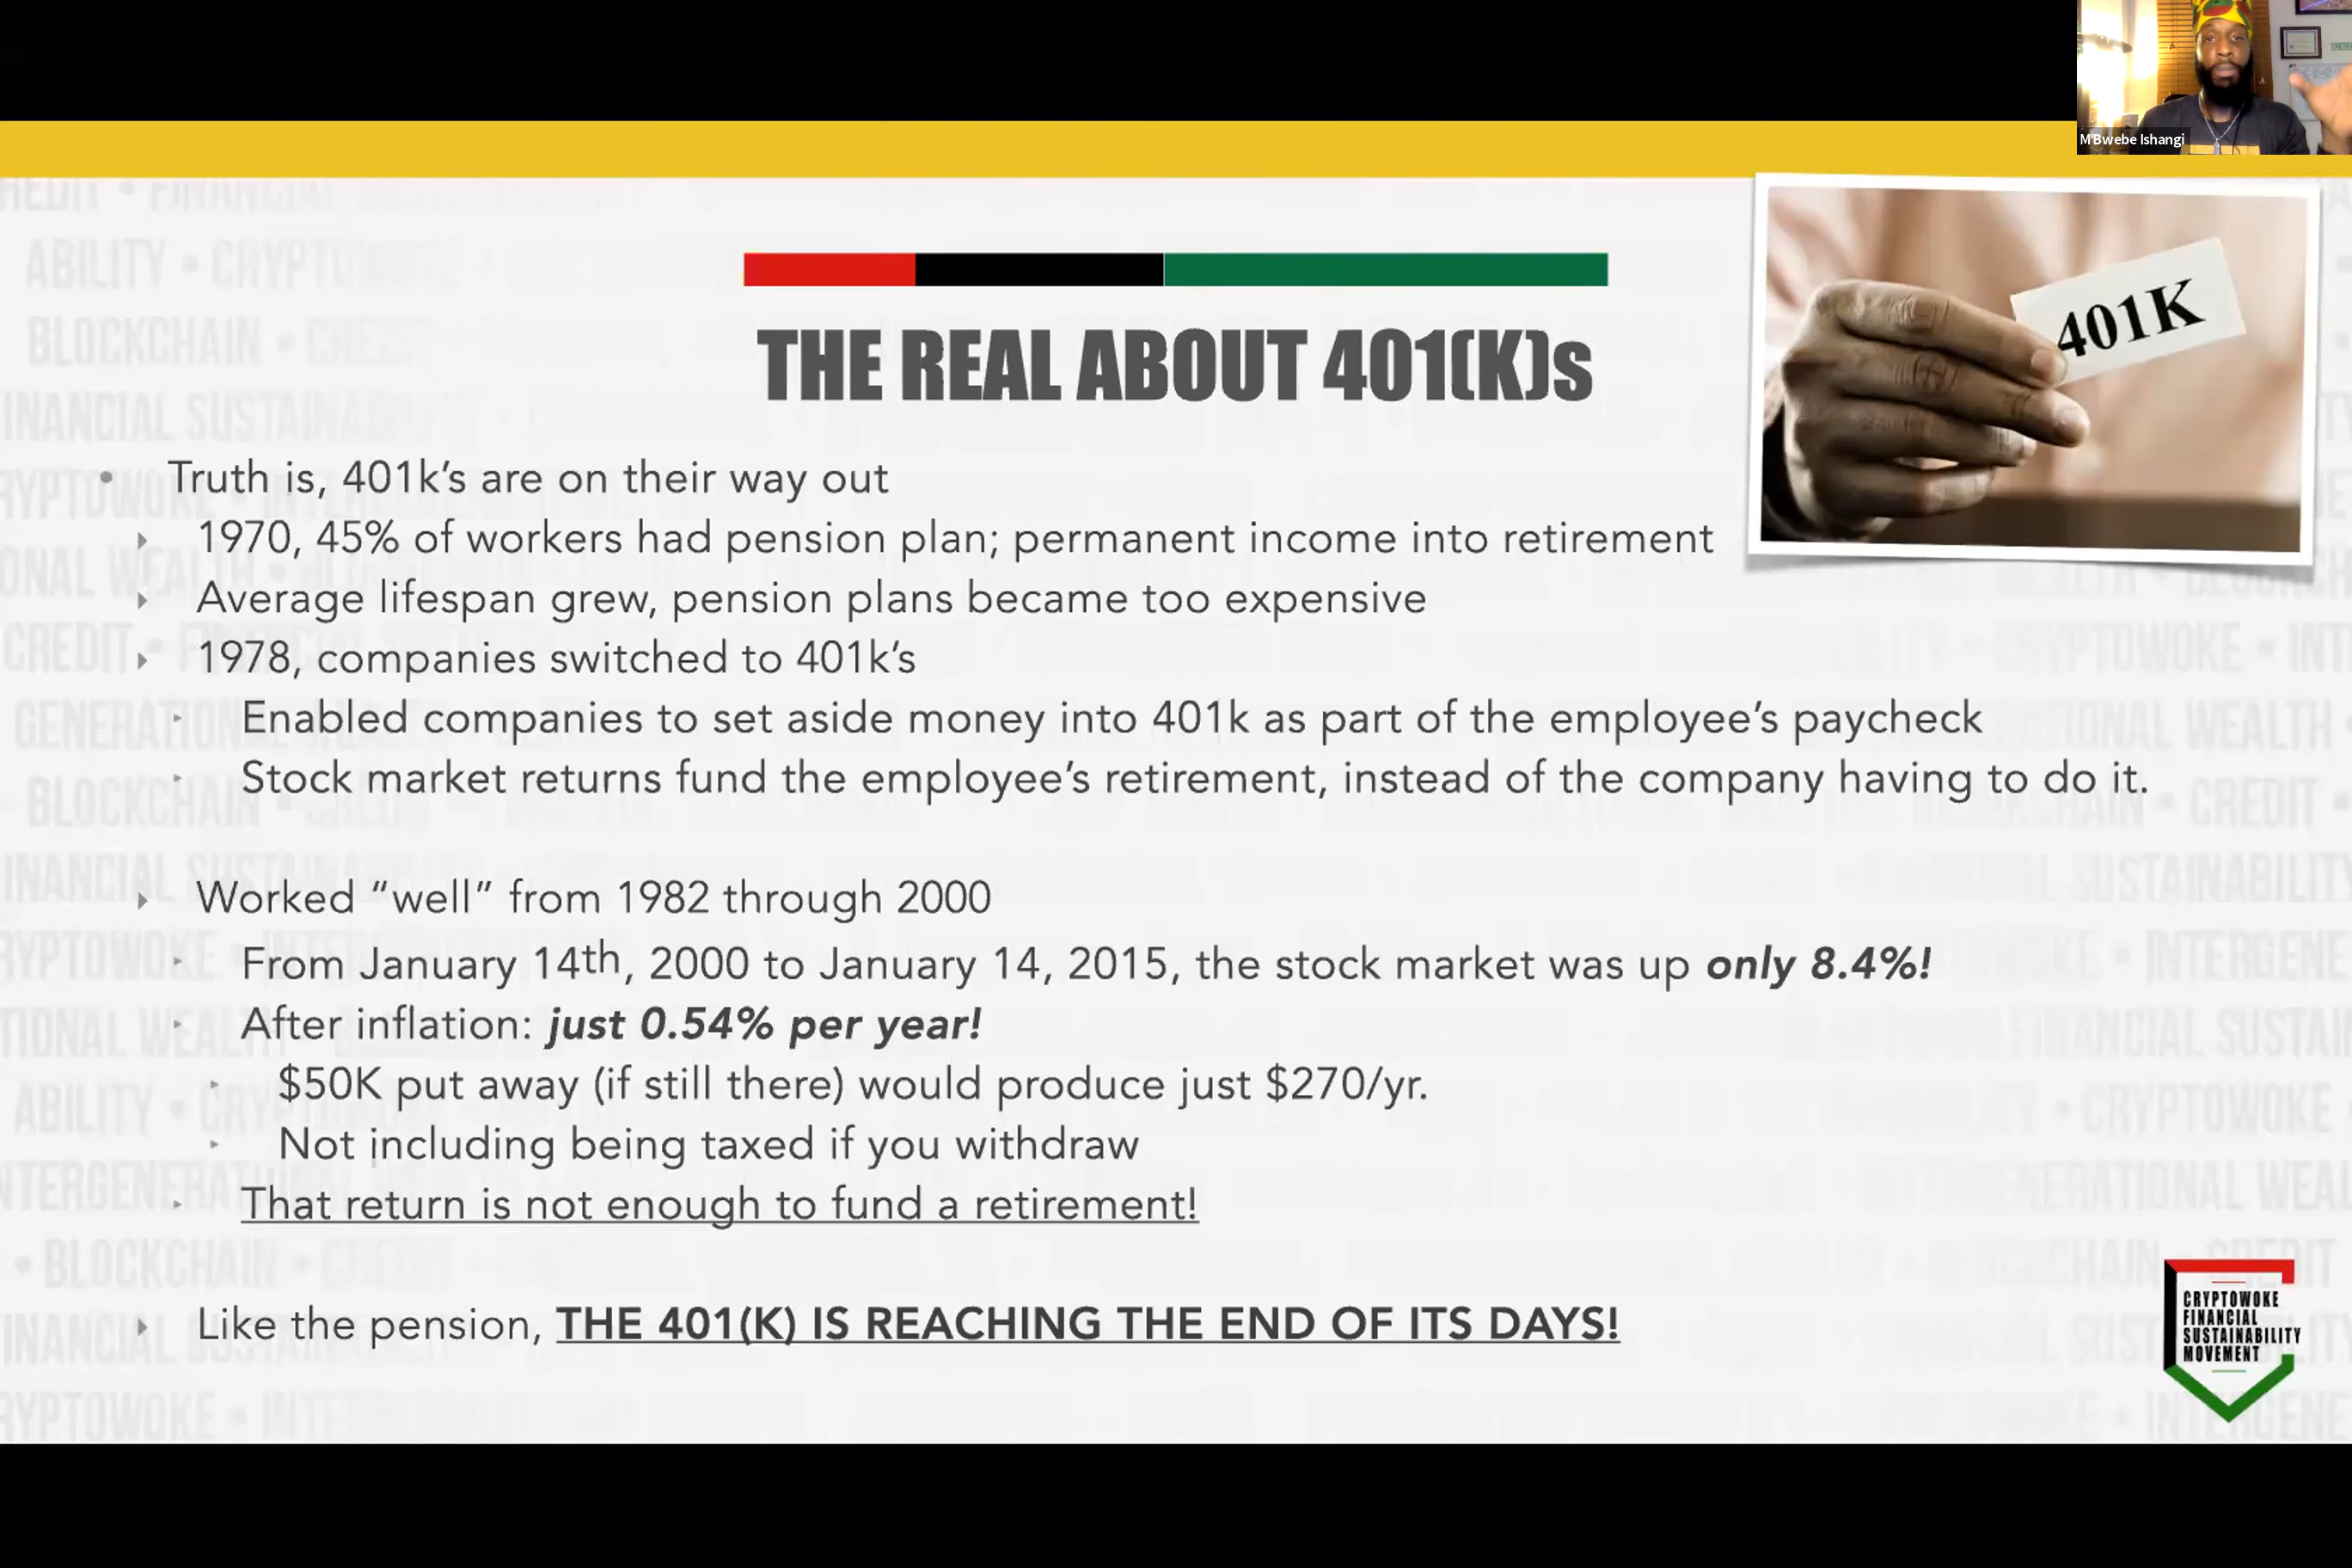 M'Bwebe Ishangi
401K
THE REAL ABOUT 401(K)s
Truth is, 401k's are on their way out
1970, 45% of workers had pension plan; permanent income into retirement
Average lifespan grew, pension plans became too expensive
1978, companies switched to 401k's
Enabled companies to set aside money into 401k as part of the employee's paycheck
Stock market returns fund the employee's retirement, instead of the company having to do it.
Worked “well” from 1982 through 2000
From January 14th, 2000 to January 14, 2015, the stock market was up only 8.4%!
After inflation: just 0.54% per year!
$50K put away (if still there) would produce just $270/yr.
Not including being taxed if you withdraw
That return is not enough to fund a retirement!
Like the pension, THE 401(K) IS REACHING THE END OF ITS DAYS!
CRYPTOWOKE
FINANCIAL
SUSTAINABILITY
MOVEMENT